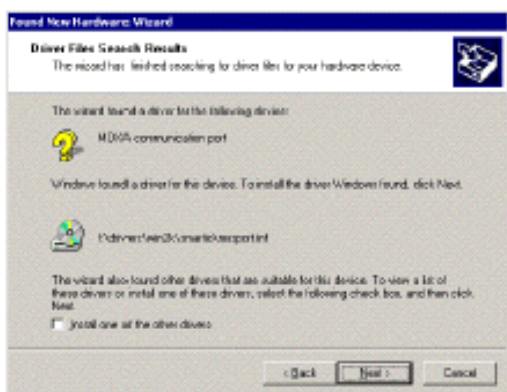 Found New Hardware Wizard
Driver Files Search Results
The wizard has finished searching for driver files for your hardware device.
The wizard found a driver for the following device:
MOXA communication port
Windows found a driver for this device. To install the driver Windows found, click Next.
The wizard also found other drivers that are suitable for this device. To view a list of
these drivers or install one of these drivers, select the following check box, and then click
Next.
Install one of the other drivers
< Back
Next >
Cancel